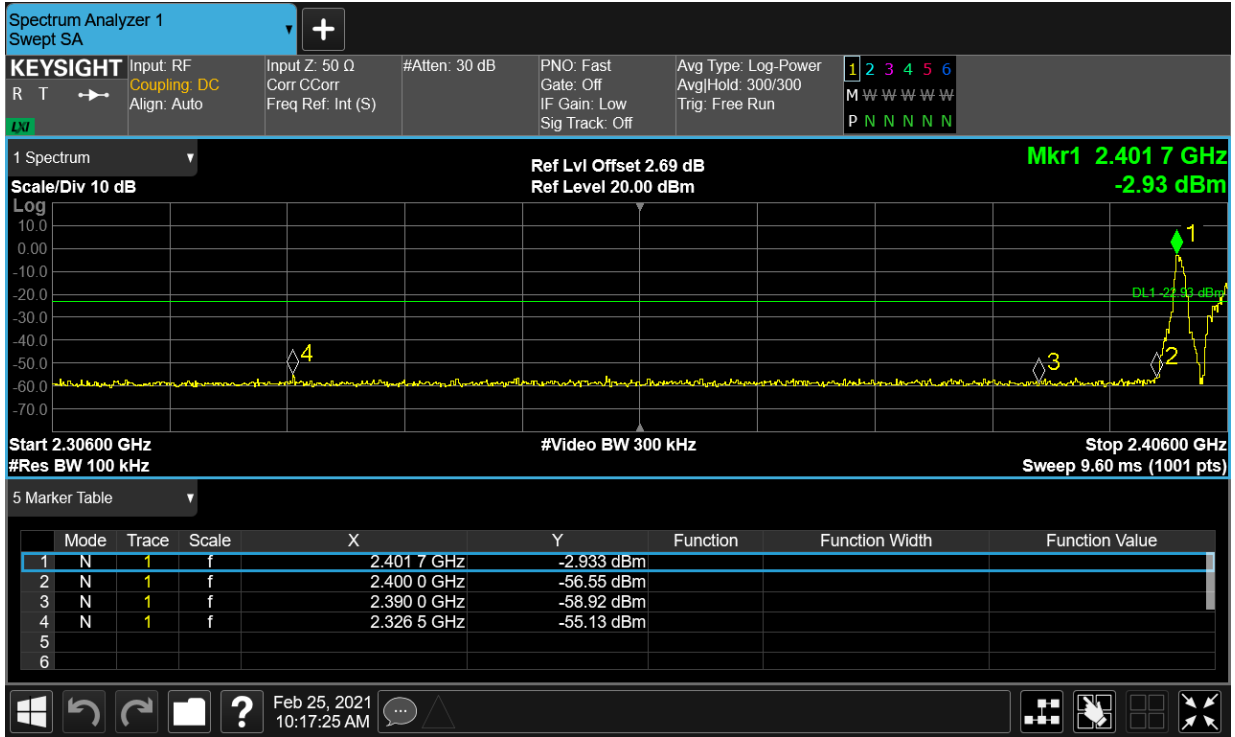 Spectrum Analyzer 1
Swept SA
KEYSIGHT
R T
LXI
Input: RF
Coupling: DC
Align: Auto
Input Z: 50 Ω
Corr CCorr
Freq Ref: Int (S)
#Atten: 30 dB
PNO: Fast
Gate: Off
IF Gain: Low
Sig Track: Off
Avg Type: Log-Power
Avg|Hold: 300/300
Trig: Free Run
1 2 3 4 5 6
M W W W W W
P N N N N N
1 Spectrum
Scale/Div 10 dB
Ref Lvl Offset 2.69 dB
Ref Level 20.00 dBm
Mkr1 2.401 7 GHz
-2.93 dBm
Log
10.0
0.00
-10.0
-20.0
-30.0
-40.0
-50.0
-60.0
-70.0
1
DL1 -22.93 dBm
4
3
2
Start 2.30600 GHz
#Res BW 100 kHz
#Video BW 300 kHz
Stop 2.40600 GHz
Sweep 9.60 ms (1001 pts)
5 Marker Table
Mode Trace Scale X Y Function Function Width Function Value
1 N 1 f 2.401 7 GHz -2.933 dBm
2 N 1 f 2.400 0 GHz -56.55 dBm
3 N 1 f 2.390 0 GHz -58.92 dBm
4 N 1 f 2.326 5 GHz -55.13 dBm
5
6
?
Feb 25, 2021
10:17:25 AM